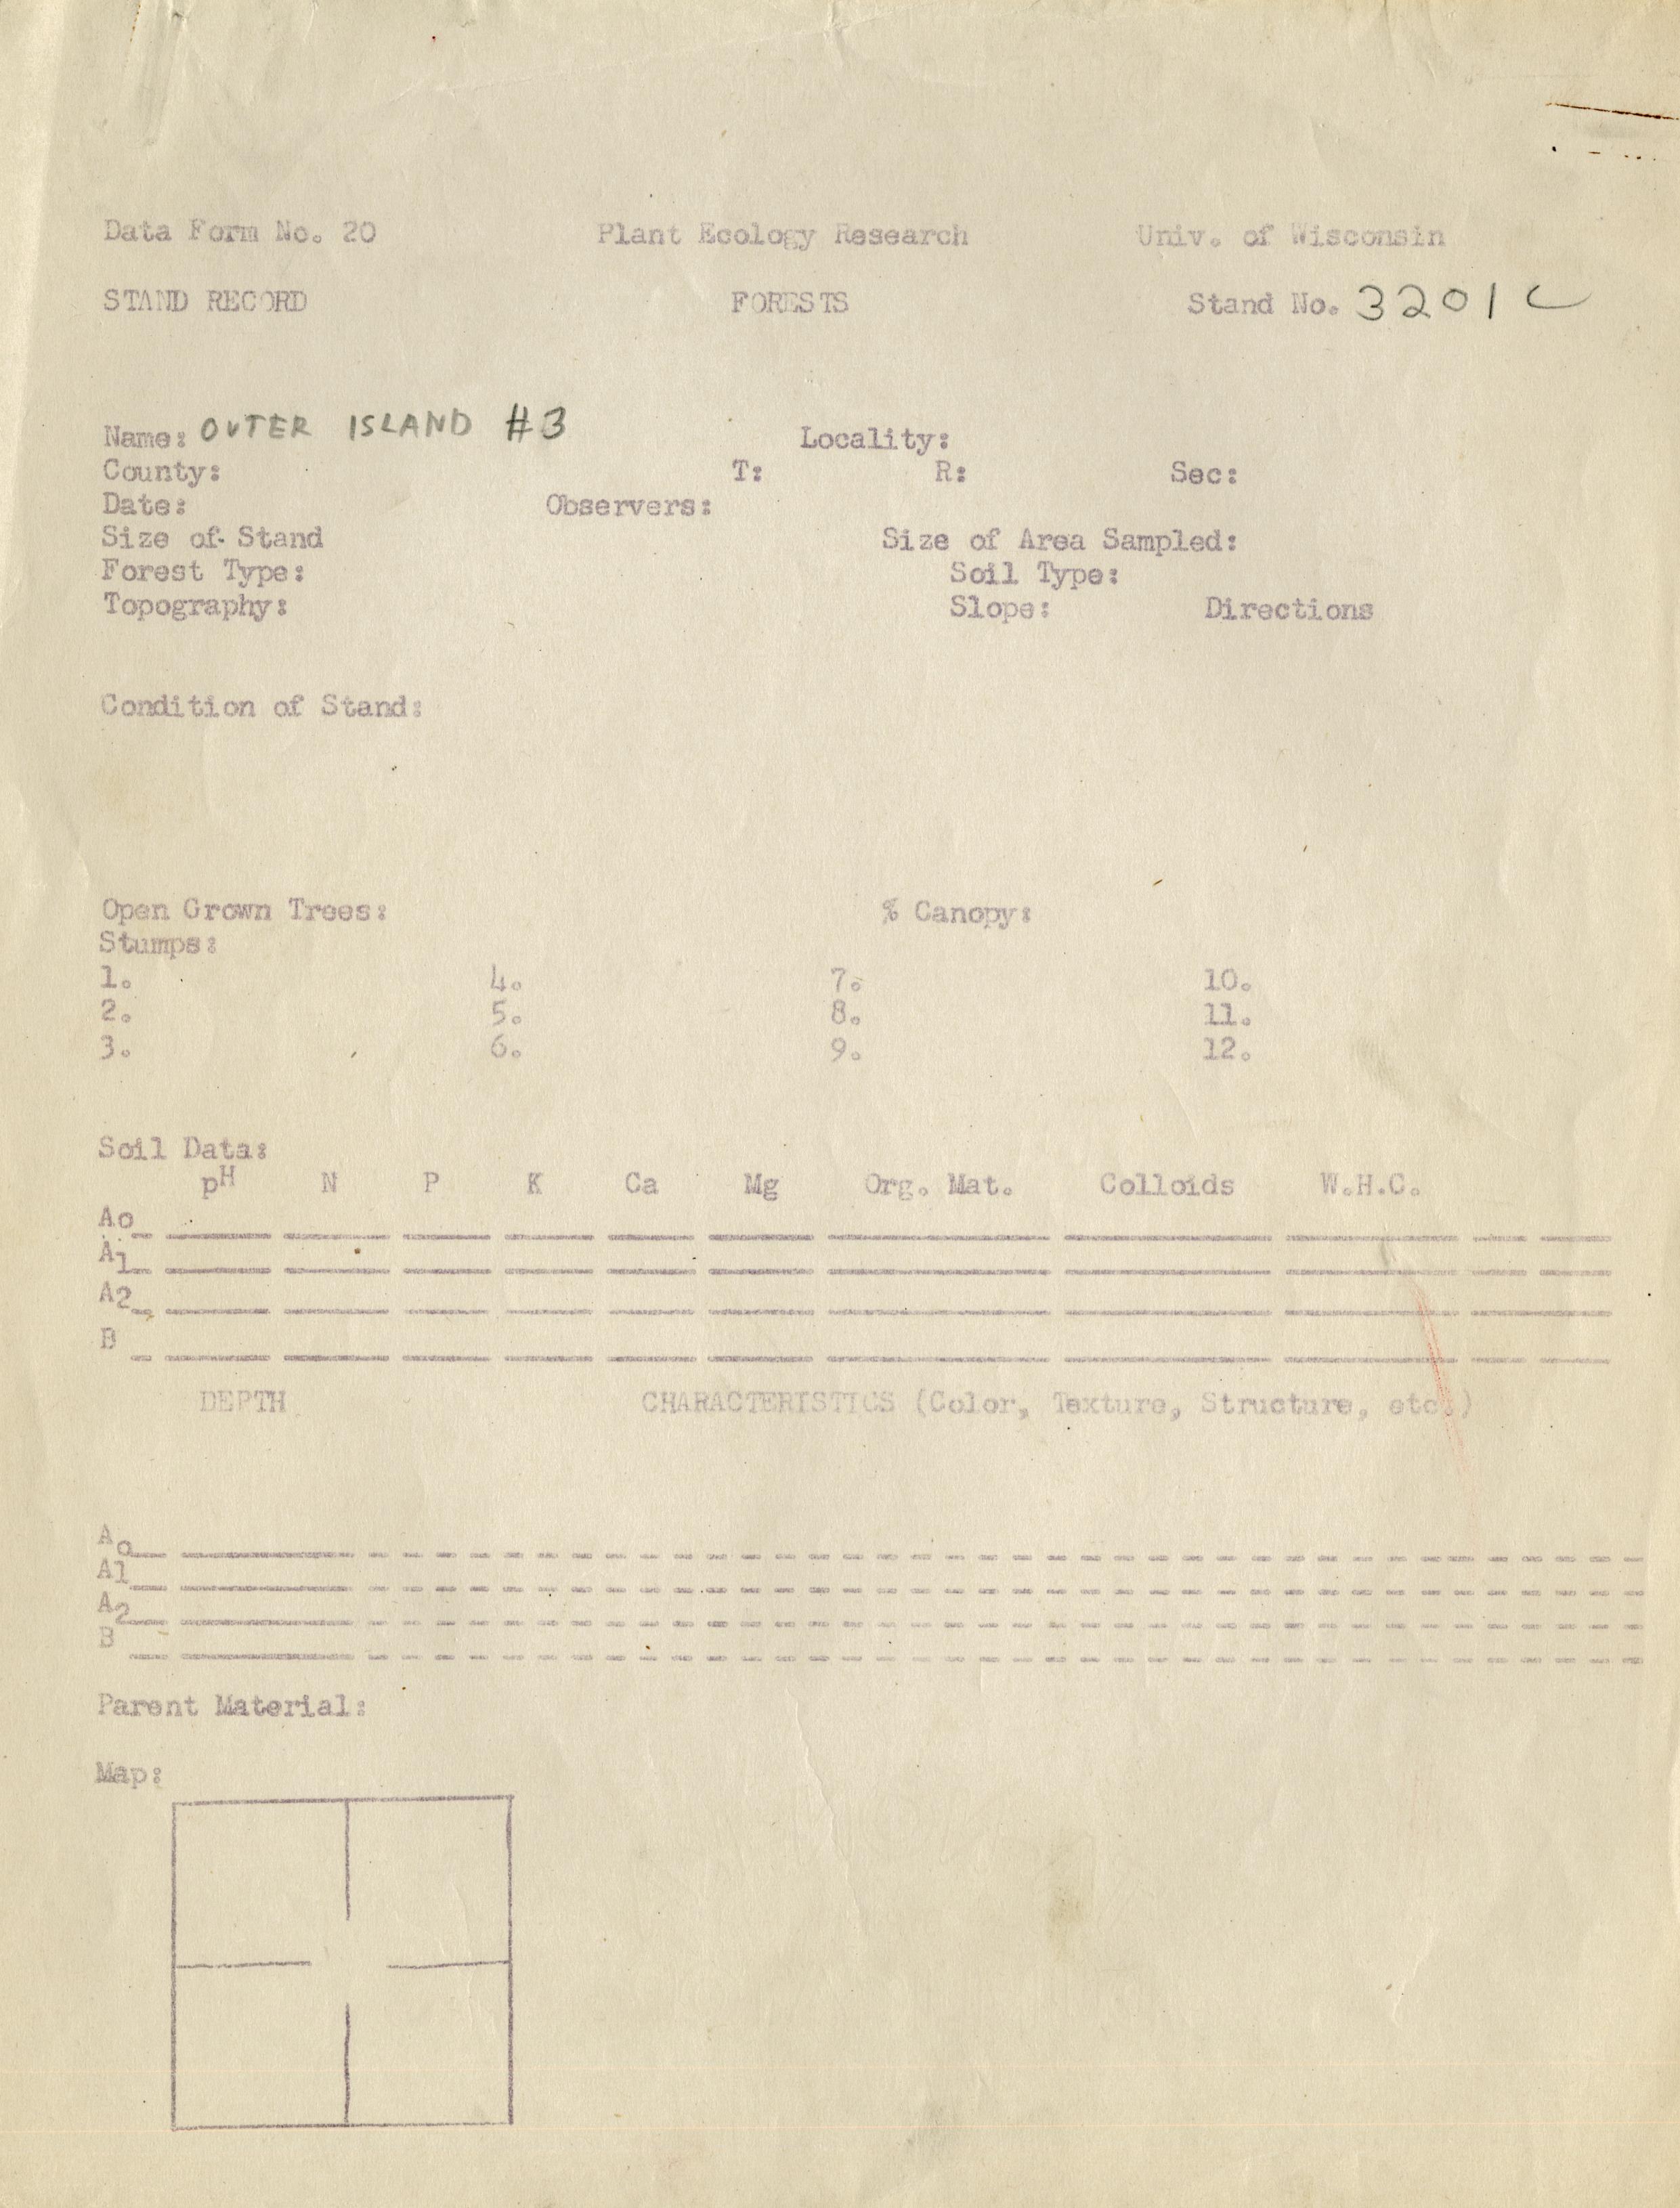 Data Form No. 20 Plant Ecology Research Univ. of Wisconsin
STAND RECORD FORESTS Stand No. 3201 C
Name: OUTER ISLAND #3 Locality:
County: T: R: Sec:
Date: Observers:
Size of Stand Size of Area Sampled:
Forest Type: Soil Type:
Topography: Slope: Directions
Condition of Stand:
Open Grown Trees: % Canopy:
Stumps:
1. 4. 7. 10.
2. 5. 8. 11.
3. 6. 9. 12.
Soil Data:
pH N P K Ca Mg Org. Mat. Colloids W.H.C.
Ao
A1
A2
B
DEPTH CHARACTERISTICS (Color, Texture, Structure, etc.)
Ao
A1
A2
B
Parent Material:
Map: